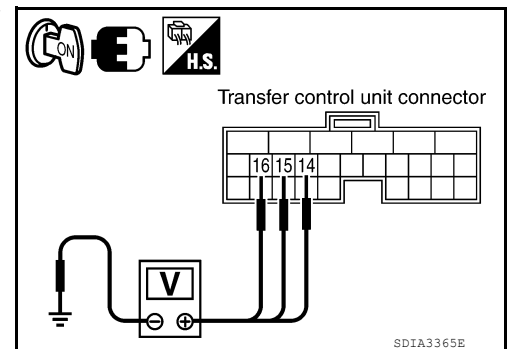 ON
H.S.
Transfer control unit connector
16 15 14
V
- +
SDIA3365E